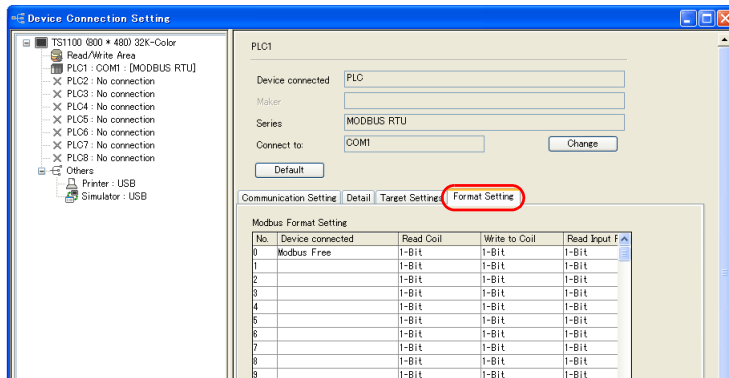 Device Connection Setting
TS1100 (800 * 480) 32K-Color
Read/Write Area
PLC1 : COM1 : [MODBUS RTU]
PLC2 : No connection
PLC3 : No connection
PLC4 : No connection
PLC5 : No connection
PLC6 : No connection
PLC7 : No connection
PLC8 : No connection
Others
Printer : USB
Simulator : USB
PLC1
Device connected PLC
Maker
Series MODBUS RTU
Connect to: COM1 Change
Default
Communication Setting Detail Target Settings Format Setting
Modbus Format Setting
No. Device connected Read Coil Write to Coil Read Input F
0 Modbus Free 1-Bit 1-Bit 1-Bit
1 1-Bit 1-Bit 1-Bit
2 1-Bit 1-Bit 1-Bit
3 1-Bit 1-Bit 1-Bit
4 1-Bit 1-Bit 1-Bit
5 1-Bit 1-Bit 1-Bit
6 1-Bit 1-Bit 1-Bit
7 1-Bit 1-Bit 1-Bit
8 1-Bit 1-Bit 1-Bit
9 1-Bit 1-Bit 1-Bit